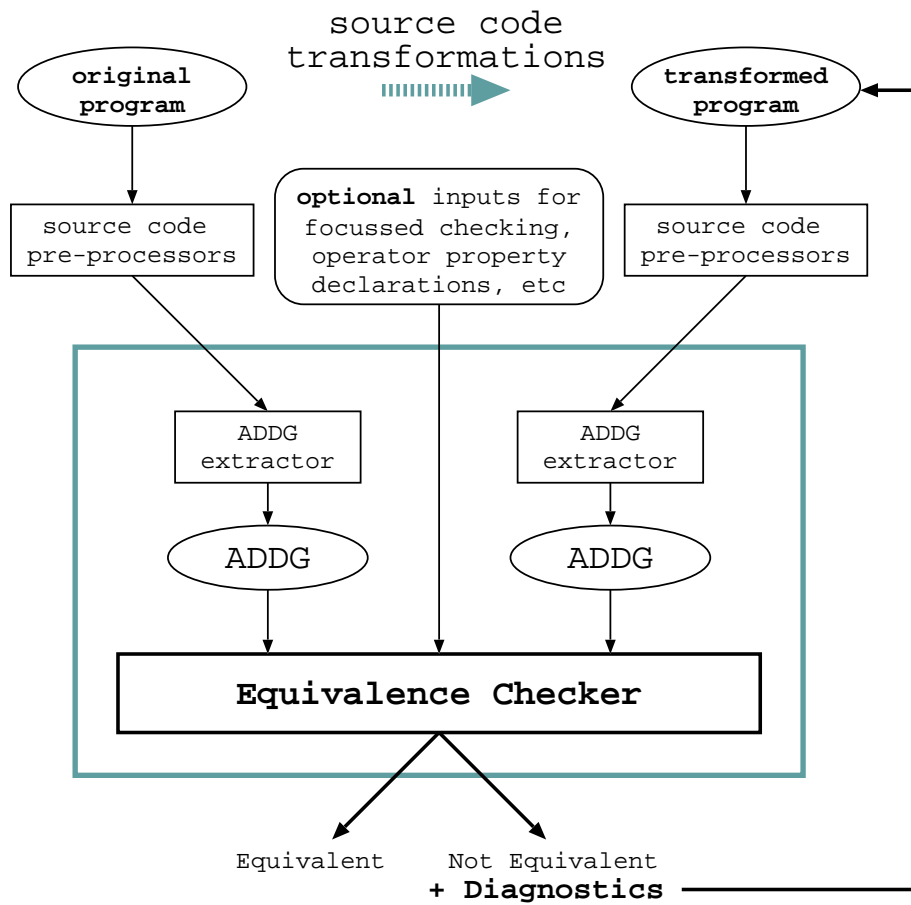 source code
transformations
original
program
transformed
program
optional inputs for
focussed checking,
operator property
declarations, etc
source code
pre-processors
source code
pre-processors
ADDG
extractor
ADDG
extractor
ADDG
ADDG
Equivalence Checker
Equivalent
Not Equivalent
+ Diagnostics